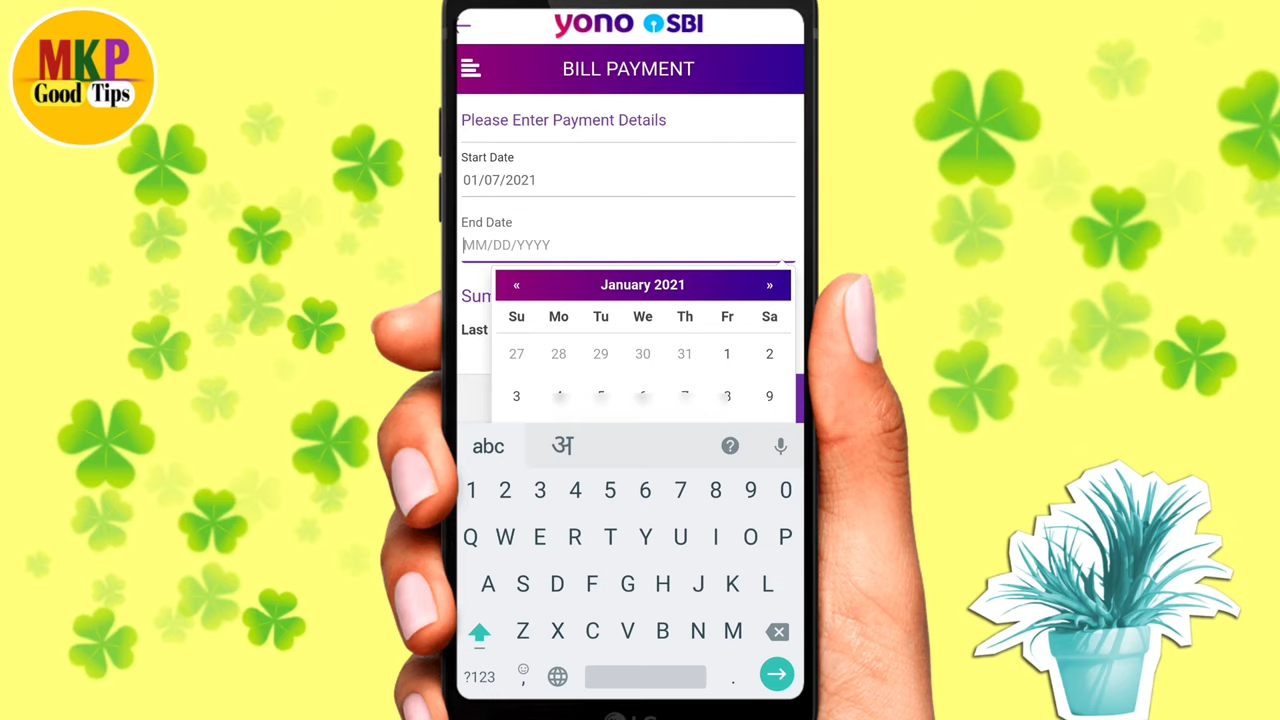 MKP
Good Tips
yono SBI
BILL PAYMENT
Please Enter Payment Details
Start Date
01/07/2021
End Date
MM/DD/YYYY
« January 2021 »
Su Mo Tu We Th Fr Sa
27 28 29 30 31 1 2
3 8 9
Sum
Last
abc अ ?
1 2 3 4 5 6 7 8 9 0
Q W E R T Y U I O P
A S D F G H J K L
Z X C V B N M
?123 , .